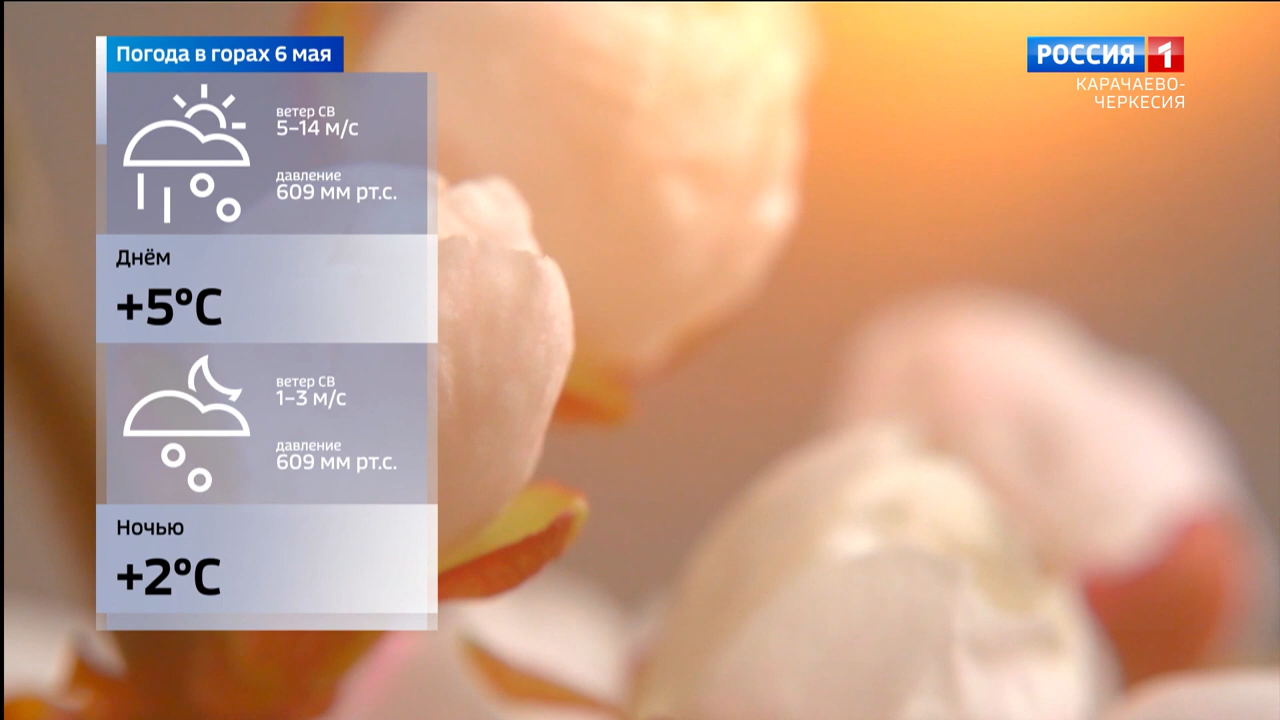 Погода в горах 6 мая
ветер СВ
5–14 м/с
давление
609 мм рт.с.
Днём
+5°C
ветер СВ
1–3 м/с
давление
609 мм рт.с.
Ночью
+2°C
РОССИЯ 1
КАРАЧАЕВО-
ЧЕРКЕСИЯ